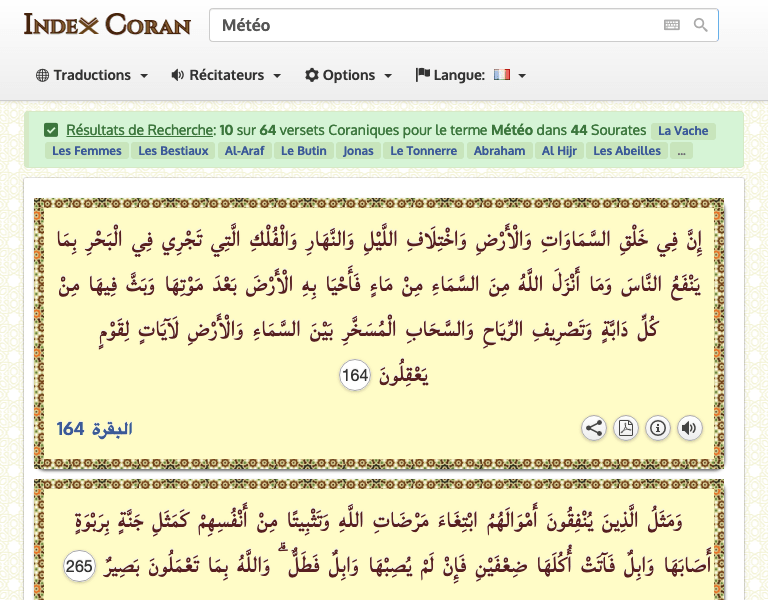 INDEX CORAN
Météo
Traductions Récitateurs Options Langue:
Résultats de Recherche: 10 sur 64 versets Coraniques pour le terme Météo dans 44 Sourates La Vache
Les Femmes Les Bestiaux Al-Araf Le Butin Jonas Le Tonnerre Abraham Al Hijr Les Abeilles ...
إِنَّ فِي خَلْقِ السَّمَاوَاتِ وَالْأَرْضِ وَاخْتِلَافِ اللَّيْلِ وَالنَّهَارِ وَالْفُلْكِ الَّتِي تَجْرِي فِي الْبَحْرِ بِمَا
يَنْفَعُ النَّاسَ وَمَا أَنْزَلَ اللَّهُ مِنَ السَّمَاءِ مِنْ مَاءٍ فَأَحْيَا بِهِ الْأَرْضَ بَعْدَ مَوْتِهَا وَبَثَّ فِيهَا مِنْ
كُلِّ دَابَّةٍ وَتَصْرِيفِ الرِّيَاحِ وَالسَّحَابِ الْمُسَخَّرِ بَيْنَ السَّمَاءِ وَالْأَرْضِ لَآيَاتٍ لِقَوْمٍ
يَعْقِلُونَ 164
البقرة 164
وَمَثَلُ الَّذِينَ يُنْفِقُونَ أَمْوَالَهُمُ ابْتِغَاءَ مَرْضَاتِ اللَّهِ وَتَثْبِيتًا مِنْ أَنْفُسِهِمْ كَمَثَلِ جَنَّةٍ بِرَبْوَةٍ
أَصَابَهَا وَابِلٌ فَآتَتْ أُكُلَهَا ضِعْفَيْنِ فَإِنْ لَمْ يُصِبْهَا وَابِلٌ فَطَلٌّ ۗ وَاللَّهُ بِمَا تَعْمَلُونَ بَصِيرٌ 265